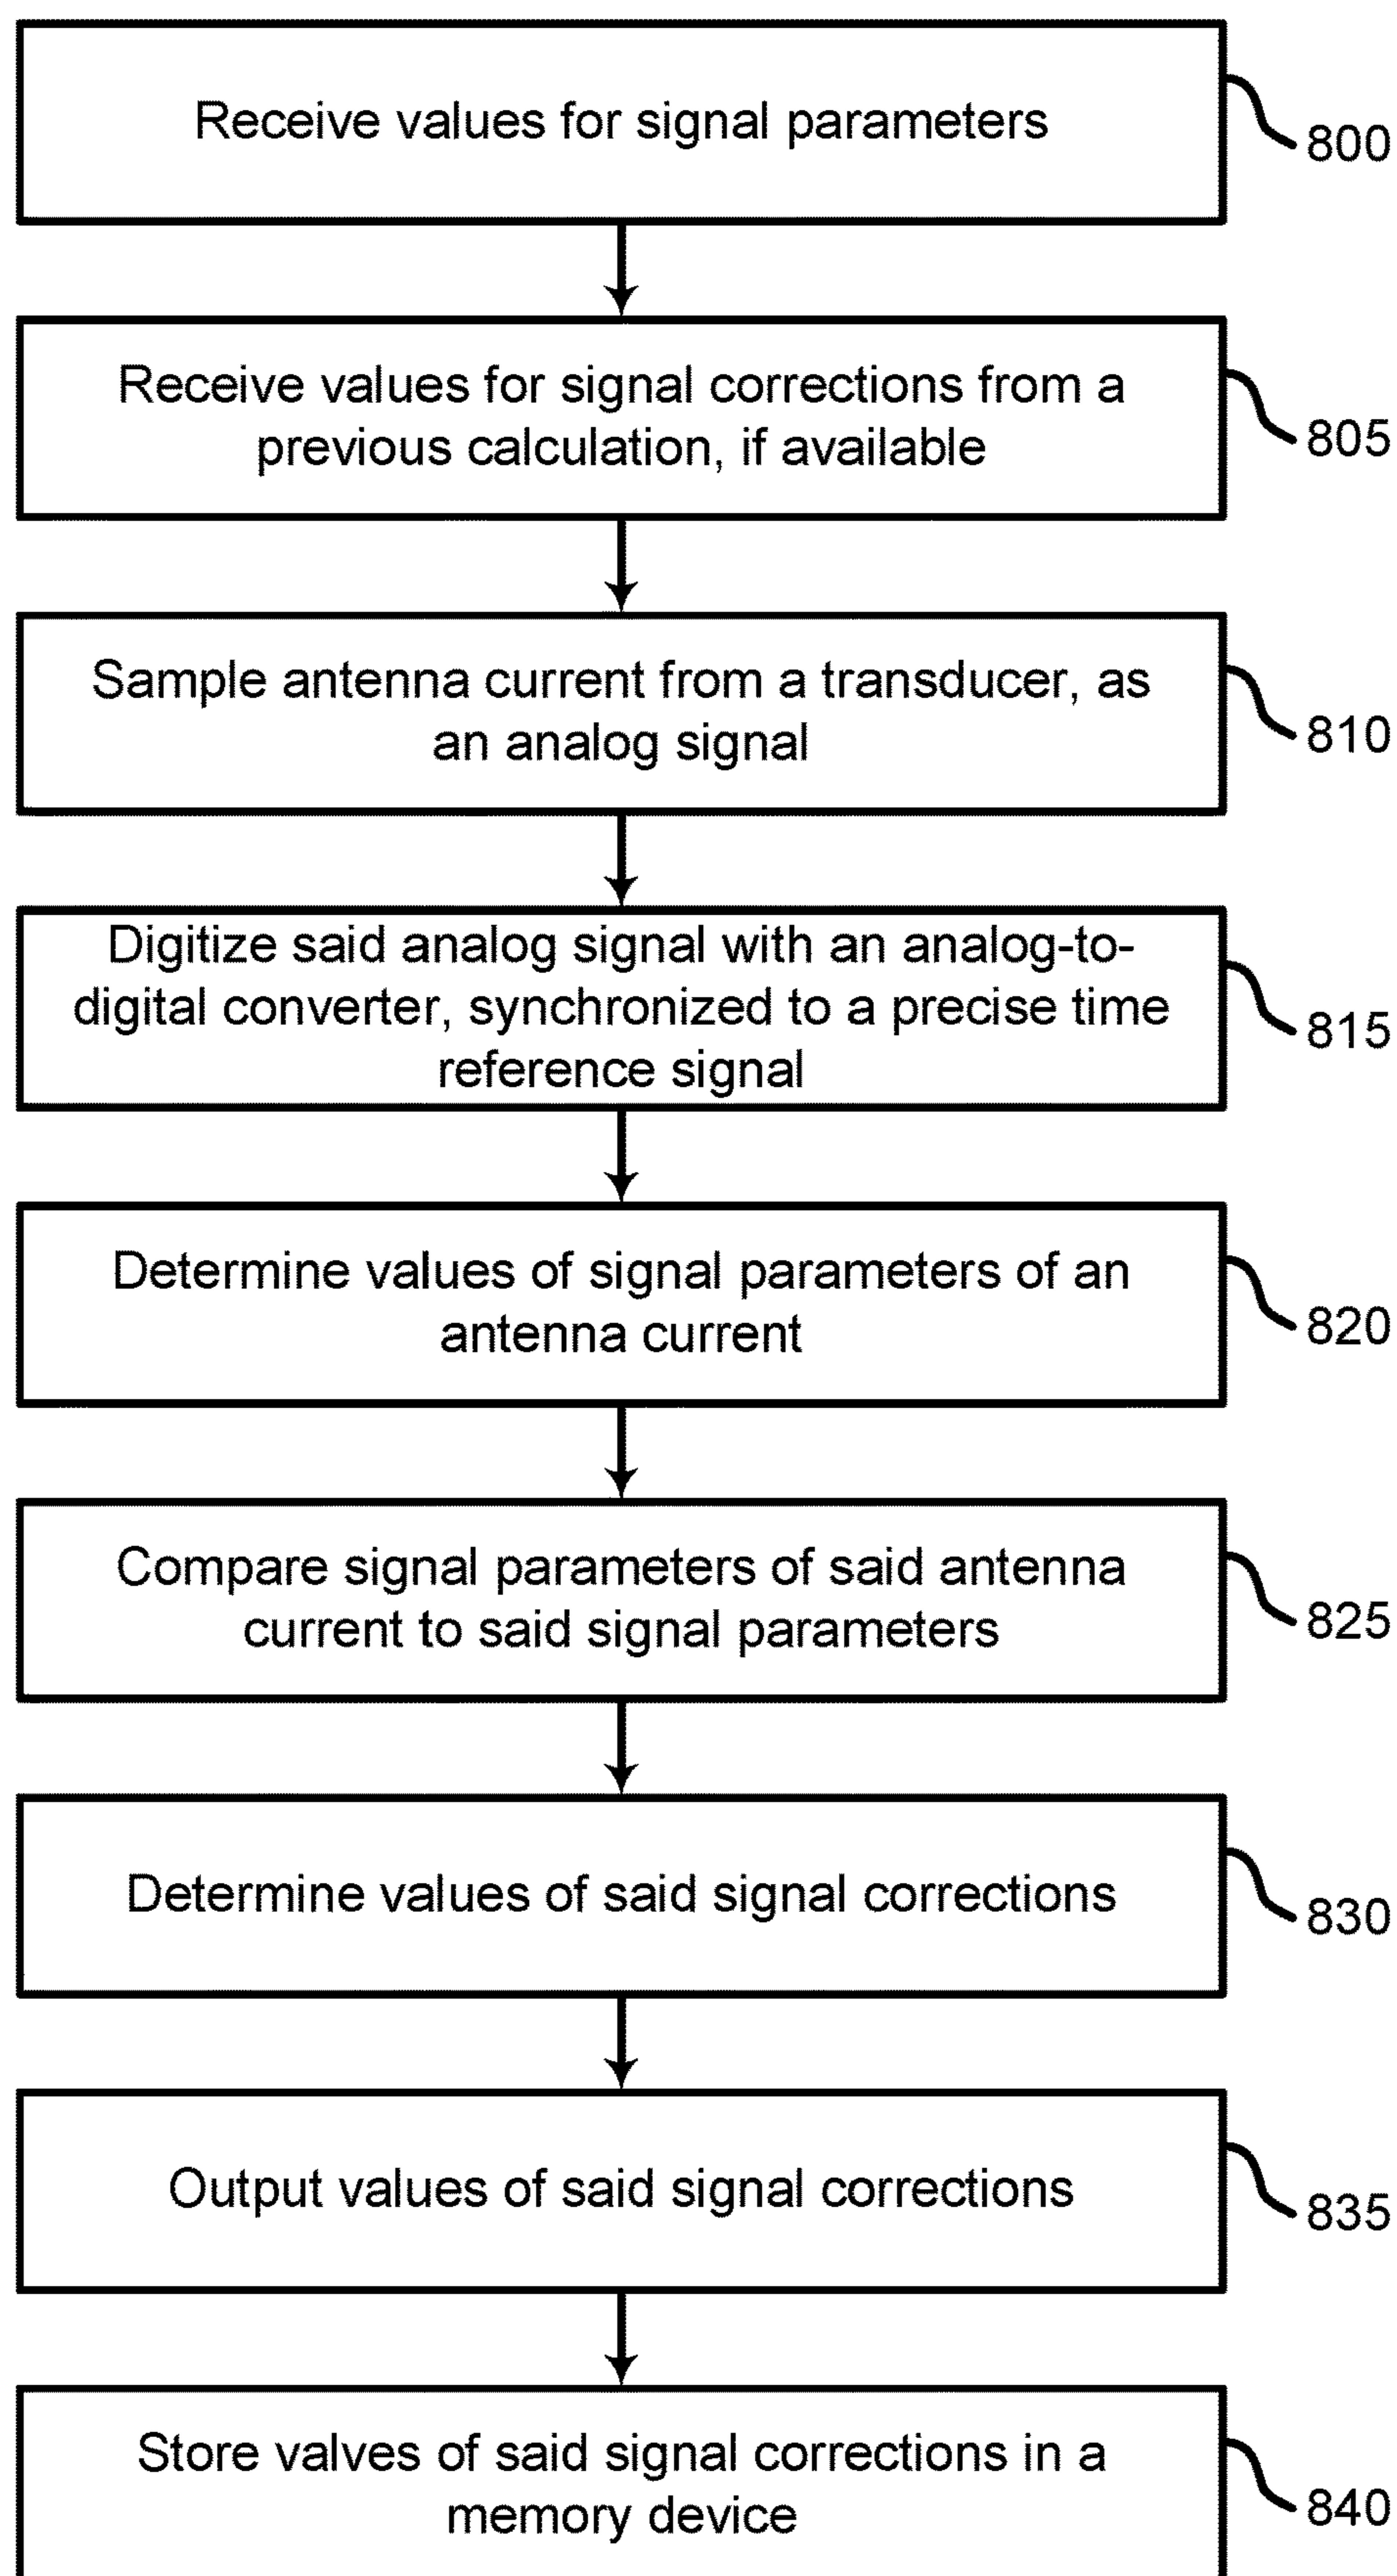 Receive values for signal parameters
800
Receive values for signal corrections from a
previous calculation, if available
805
Sample antenna current from a transducer, as
an analog signal
810
Digitize said analog signal with an analog-to-
digital converter, synchronized to a precise time
reference signal
815
Determine values of signal parameters of an
antenna current
820
Compare signal parameters of said antenna
current to said signal parameters
825
Determine values of said signal corrections
830
Output values of said signal corrections
835
Store valves of said signal corrections in a
memory device
840